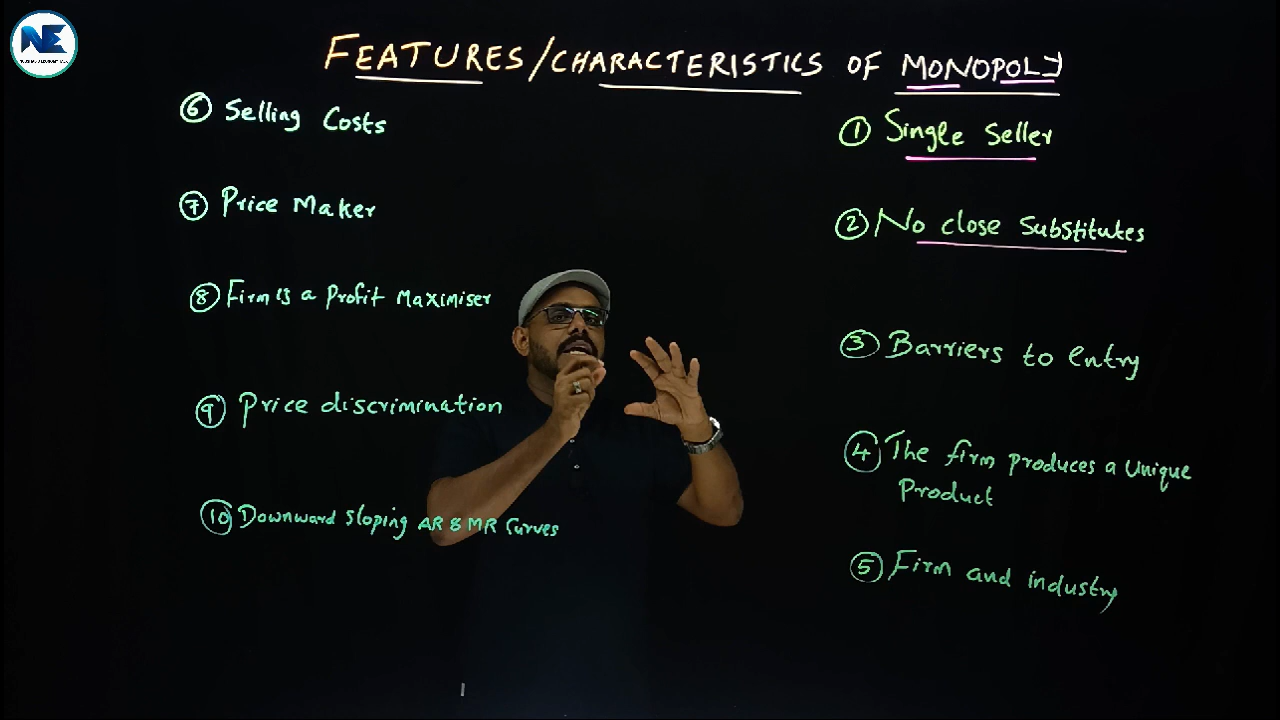 NE
FEATURES/CHARACTERISTICS OF MONOPOLY
① Single Seller
② No close substitutes
③ Barriers to entry
④ The firm produces a unique
product
⑤ Firm and industry
⑥ Selling Costs
⑦ Price Maker
⑧ Firm is a Profit Maximiser
⑨ Price discrimination
⑩ Downward Sloping AR & MR Curves